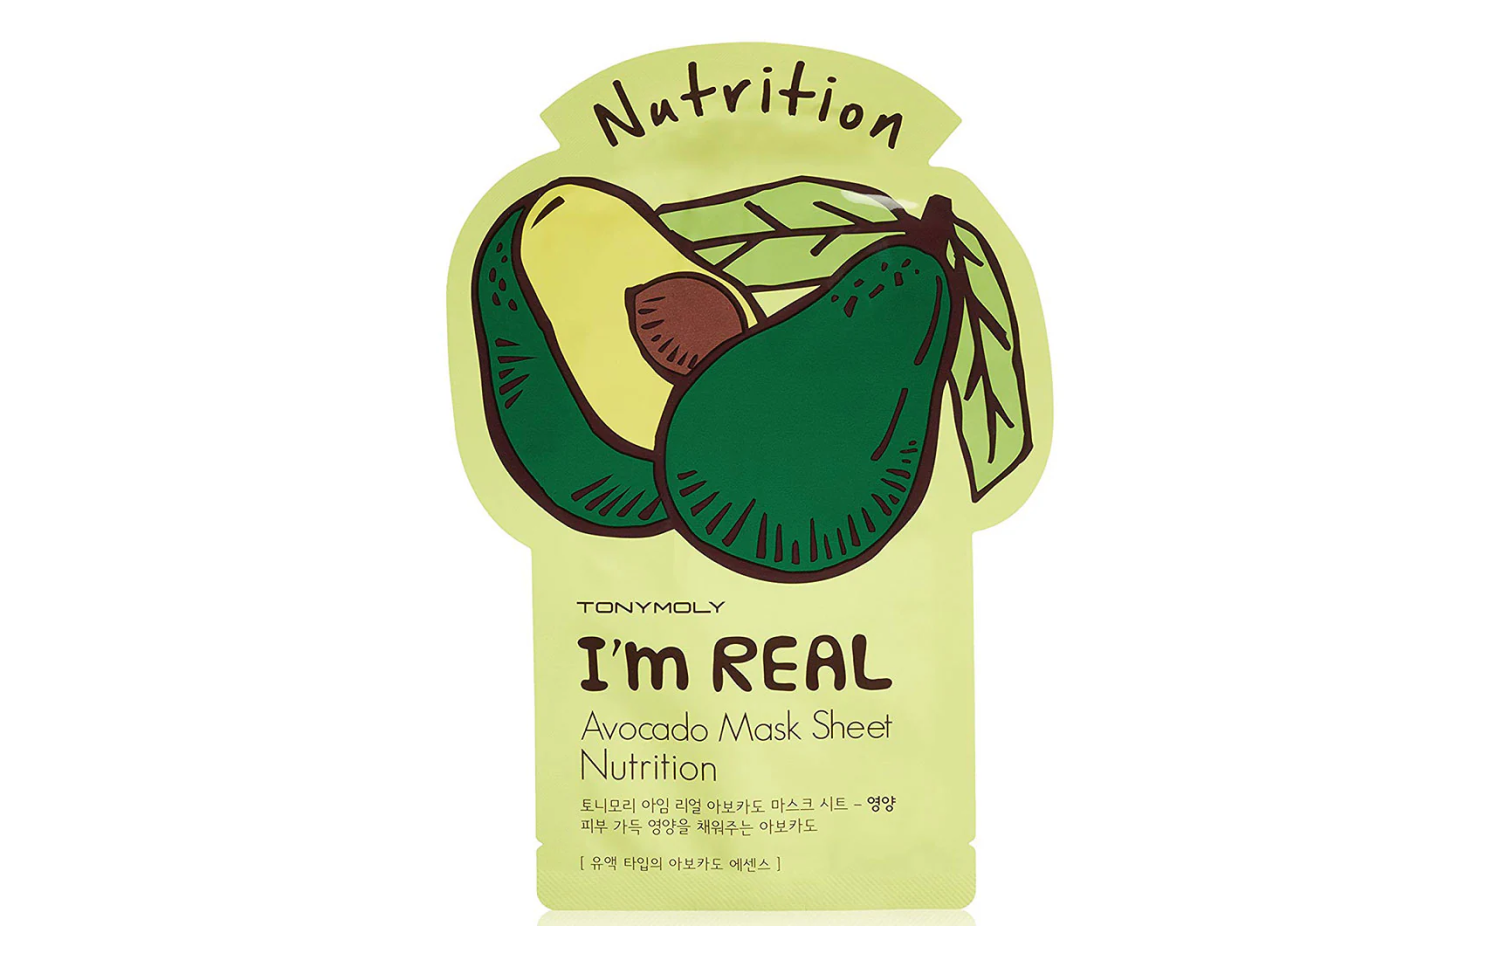 Nutrition
TONYMOLY
I'm REAL
Avocado Mask Sheet
Nutrition
토니모리 아임 리얼 아보카도 마스크 시트 – 영양
피부 가득 영양을 채워주는 아보카도
[ 유액 타입의 아보카도 에센스 ]